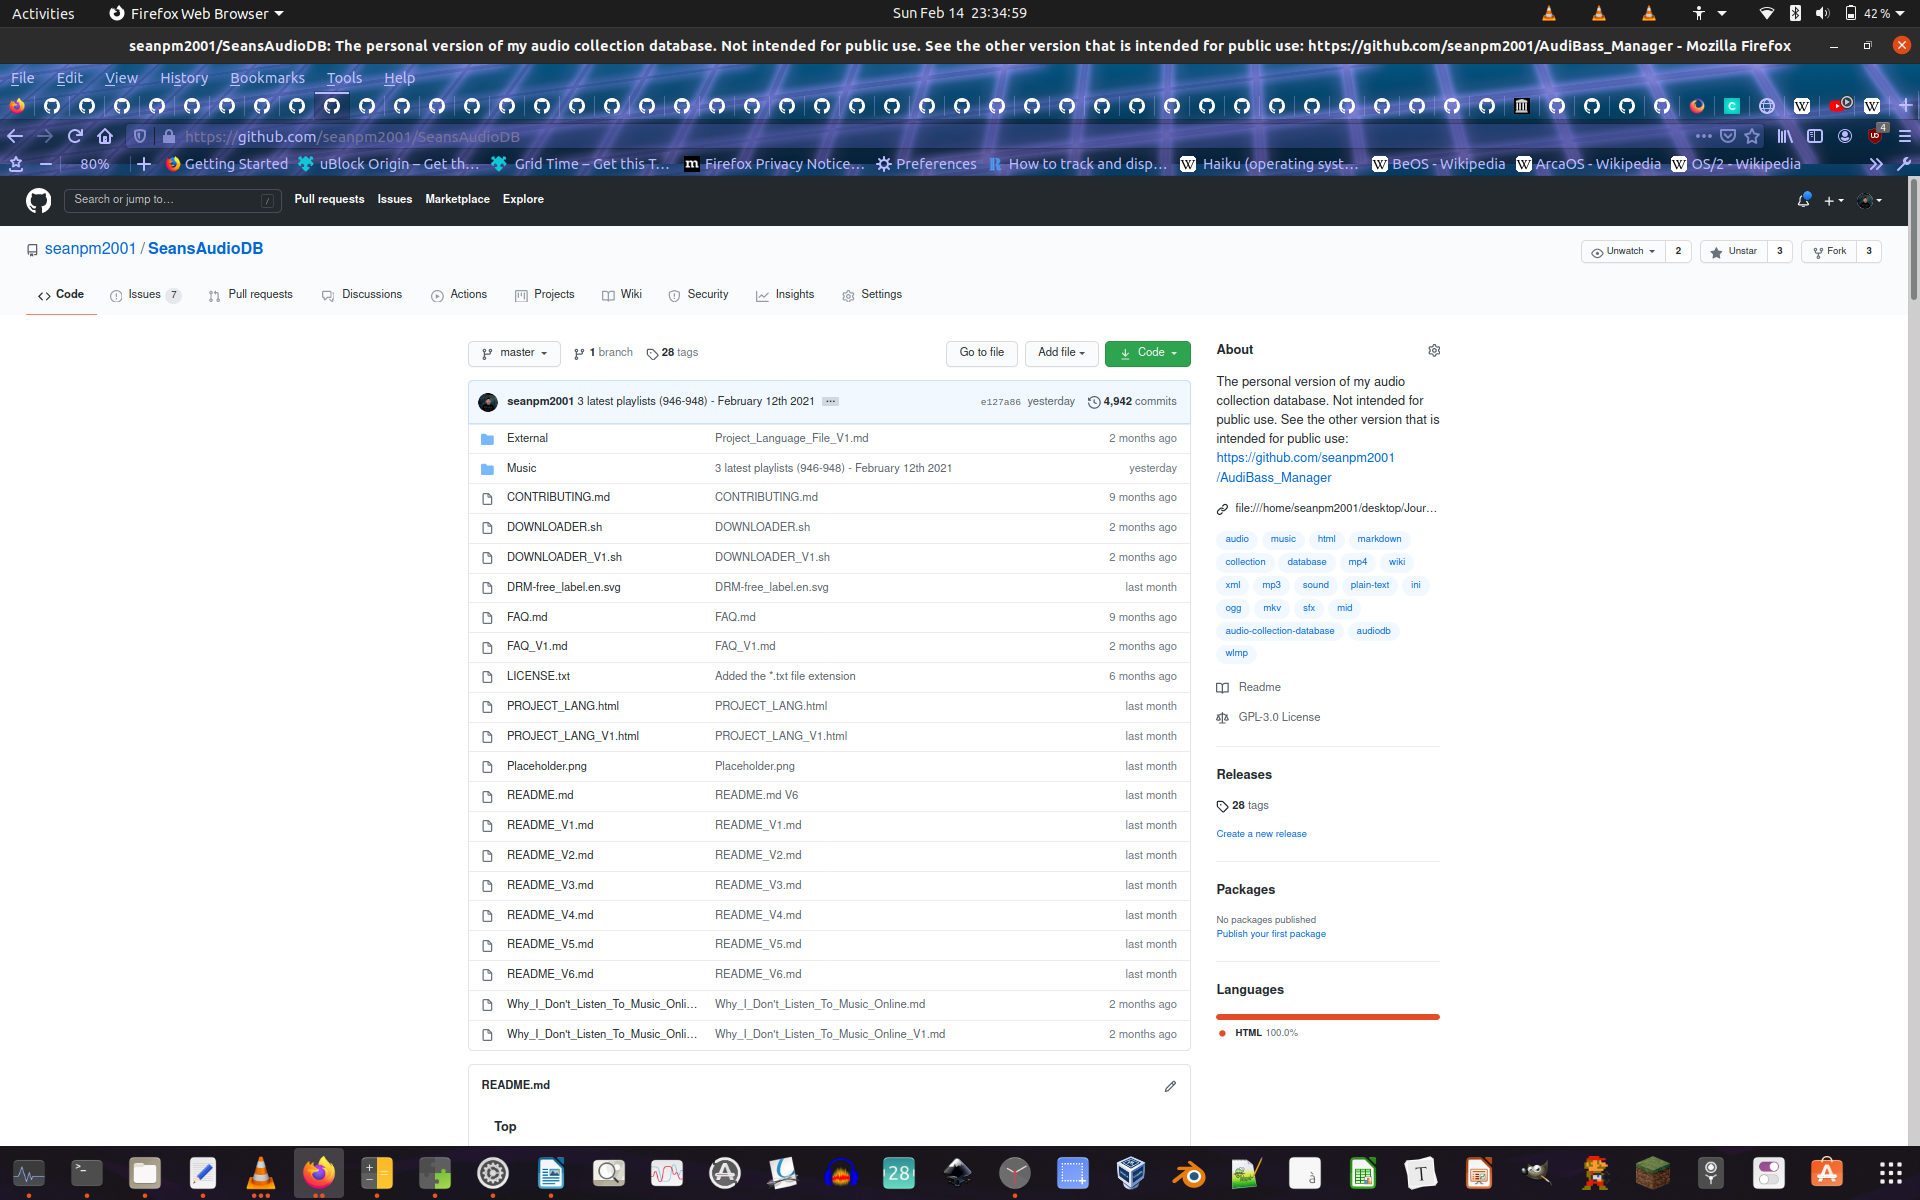 Activities Firefox Web Browser Sun Feb 14 23:34:59 42 %
seanpm2001/SeansAudioDB: The personal version of my audio collection database. Not intended for public use. See the other version that is intended for public use: https://github.com/seanpm2001/AudiBass_Manager - Mozilla Firefox
File Edit View History Bookmarks Tools Help
https://github.com/seanpm2001/SeansAudioDB 4
80% Getting Started uBlock Origin – Get th… Grid Time – Get this T… Firefox Privacy Notice… Preferences How to track and disp… Haiku (operating syst… BeOS - Wikipedia ArcaOS - Wikipedia OS/2 - Wikipedia
Search or jump to… / Pull requests Issues Marketplace Explore
seanpm2001 / SeansAudioDB Unwatch 2 Unstar 3 Fork 3
Code Issues 7 Pull requests Discussions Actions Projects Wiki Security Insights Settings
master 1 branch 28 tags Go to file Add file Code
seanpm2001 3 latest playlists (946-948) - February 12th 2021 ... e127a86 yesterday 4,942 commits
External Project_Language_File_V1.md 2 months ago
Music 3 latest playlists (946-948) - February 12th 2021 yesterday
CONTRIBUTING.md CONTRIBUTING.md 9 months ago
DOWNLOADER.sh DOWNLOADER.sh 2 months ago
DOWNLOADER_V1.sh DOWNLOADER_V1.sh 2 months ago
DRM-free_label.en.svg DRM-free_label.en.svg last month
FAQ.md FAQ.md 9 months ago
FAQ_V1.md FAQ_V1.md 2 months ago
LICENSE.txt Added the *.txt file extension 6 months ago
PROJECT_LANG.html PROJECT_LANG.html last month
PROJECT_LANG_V1.html PROJECT_LANG_V1.html last month
Placeholder.png Placeholder.png last month
README.md README.md V6 last month
README_V1.md README_V1.md last month
README_V2.md README_V2.md last month
README_V3.md README_V3.md last month
README_V4.md README_V4.md last month
README_V5.md README_V5.md last month
README_V6.md README_V6.md last month
Why_I_Don't_Listen_To_Music_Onli… Why_I_Don't_Listen_To_Music_Online.md 2 months ago
Why_I_Don't_Listen_To_Music_Onli… Why_I_Don't_Listen_To_Music_Online_V1.md 2 months ago
README.md
Top
About
The personal version of my audio
collection database. Not intended for
public use. See the other version that is
intended for public use:
https://github.com/seanpm2001
/AudiBass_Manager
file:///home/seanpm2001/desktop/Jour…
audio music html markdown
collection database mp4 wiki
xml mp3 sound plain-text ini
ogg mkv sfx mid
audio-collection-database audiodb
wlmp
Readme
GPL-3.0 License
Releases
28 tags
Create a new release
Packages
No packages published
Publish your first package
Languages
HTML 100.0%
28